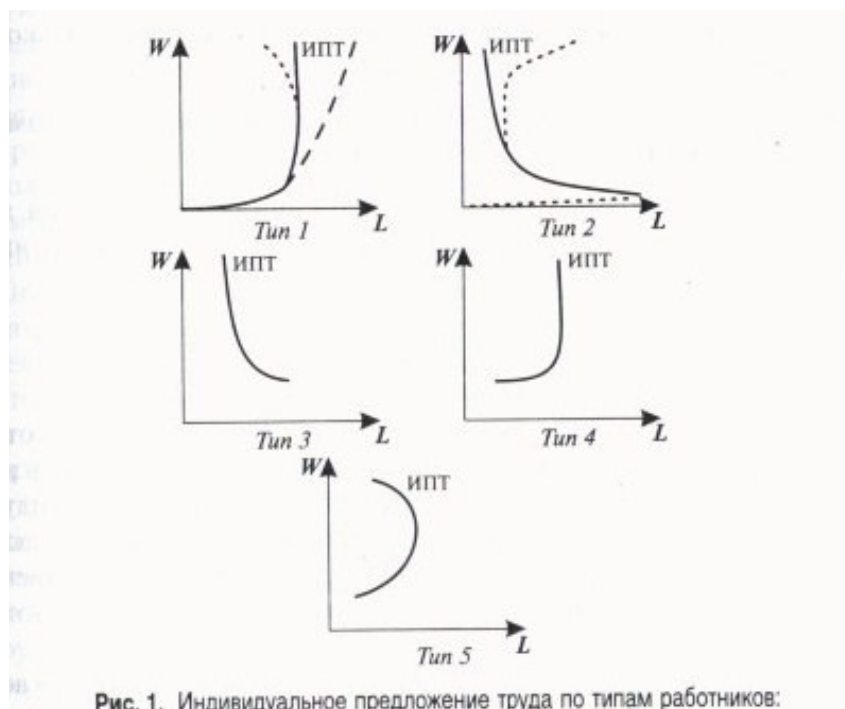 W ИПТ
W ИПТ
Тип 1 L
Тип 2 L
W ИПТ
W ИПТ
Тип 3 L
Тип 4 L
W ИПТ
Тип 5 L
Рис. 1. Индивидуальное предложение труда по типам работников: